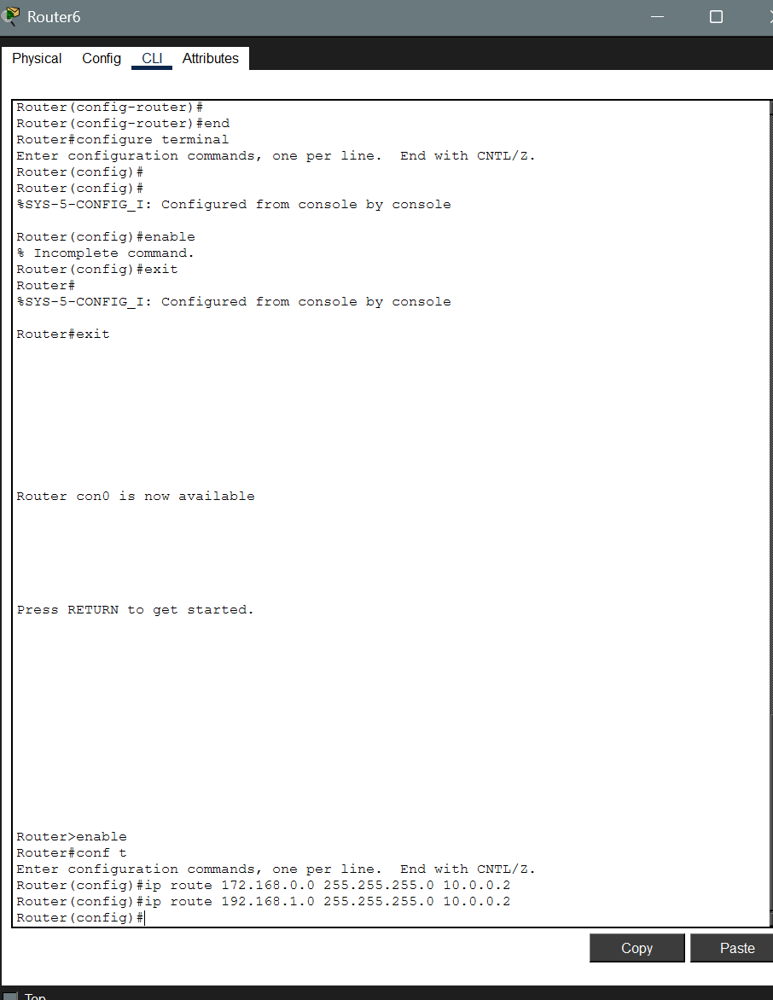 Router6
Physical Config CLI Attributes
Router(config-router)#
Router(config-router)#end
Router#configure terminal
Enter configuration commands, one per line.  End with CNTL/Z.
Router(config)#
Router(config)#
%SYS-5-CONFIG_I: Configured from console by console
Router(config)#enable
% Incomplete command.
Router(config)#exit
Router#
%SYS-5-CONFIG_I: Configured from console by console
Router#exit
Router con0 is now available
Press RETURN to get started.
Router>enable
Router#conf t
Enter configuration commands, one per line.  End with CNTL/Z.
Router(config)#ip route 172.168.0.0 255.255.255.0 10.0.0.2
Router(config)#ip route 192.168.1.0 255.255.255.0 10.0.0.2
Router(config)#
Copy Paste
Top